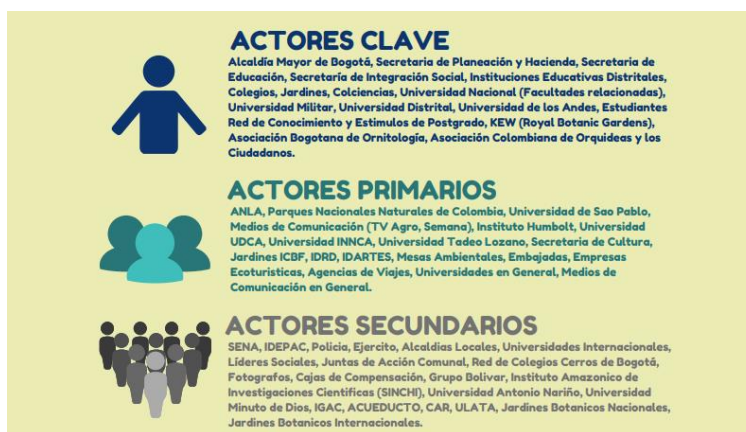 ACTORES CLAVE
Alcaldía Mayor de Bogotá, Secretaria de Planeación y Hacienda, Secretaria de
Educación, Secretaría de Integración Social, Instituciones Educativas Distritales,
Colegios, Jardines, Colciencias, Universidad Nacional (Facultades relacionadas),
Universidad Militar, Universidad Distrital, Universidad de los Andes, Estudiantes
Red de Conocimiento y Estimulos de Postgrado, KEW (Royal Botanic Gardens),
Asociación Bogotana de Ornitología, Asociación Colombiana de Orquideas y los
Ciudadanos.
ACTORES PRIMARIOS
ANLA, Parques Nacionales Naturales de Colombia, Universidad de Sao Pablo,
Medios de Comunicación (TV Agro, Semana), Instituto Humbolt, Universidad
UDCA, Universidad INNCA, Universidad Tadeo Lozano, Secretaria de Cultura,
Jardines ICBF, IDRD, IDARTES, Mesas Ambientales, Embajadas, Empresas
Ecoturisticas, Agencias de Viajes, Universidades en General, Medios de
Comunicación en General.
ACTORES SECUNDARIOS
SENA, IDEPAC, Policia, Ejercito, Alcaldias Locales, Universidades Internacionales,
Líderes Sociales, Juntas de Acción Comunal, Red de Colegios Cerros de Bogotá,
Fotografos, Cajas de Compensación, Grupo Bolivar, Instituto Amazonico de
Investigaciones Cientificas (SINCHI), Universidad Antonio Nariño, Universidad
Minuto de Dios, IGAC, ACUEDUCTO, CAR, ULATA, Jardines Botanicos Nacionales,
Jardines Botanicos Internacionales.